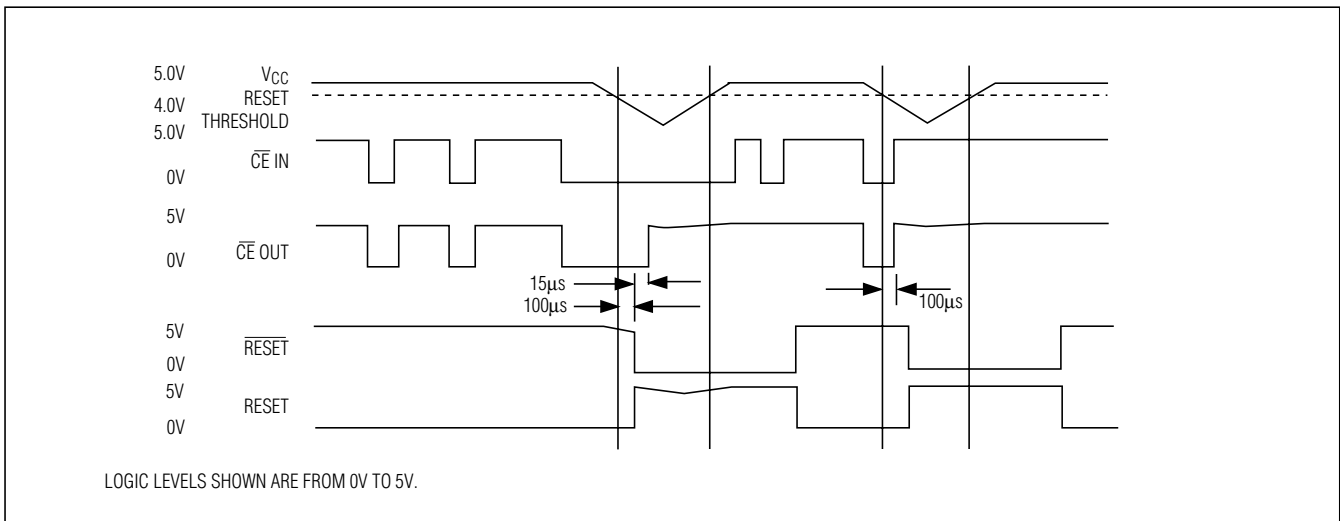 5.0V VCC
RESET
4.0V
THRESHOLD
5.0V
CE IN
0V
5V
CE OUT
0V
15µs
100µs
100µs
5V
RESET
0V
5V
RESET
0V
LOGIC LEVELS SHOWN ARE FROM 0V TO 5V.